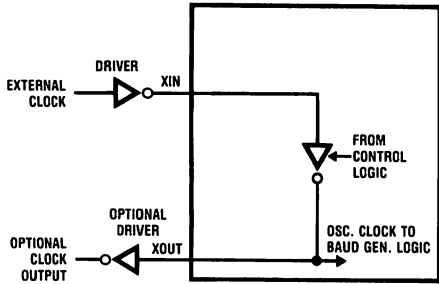 DRIVER
EXTERNAL
CLOCK
XIN
FROM
CONTROL
LOGIC
OPTIONAL
DRIVER
OPTIONAL
CLOCK
OUTPUT
XOUT
OSC. CLOCK TO
BAUD GEN. LOGIC